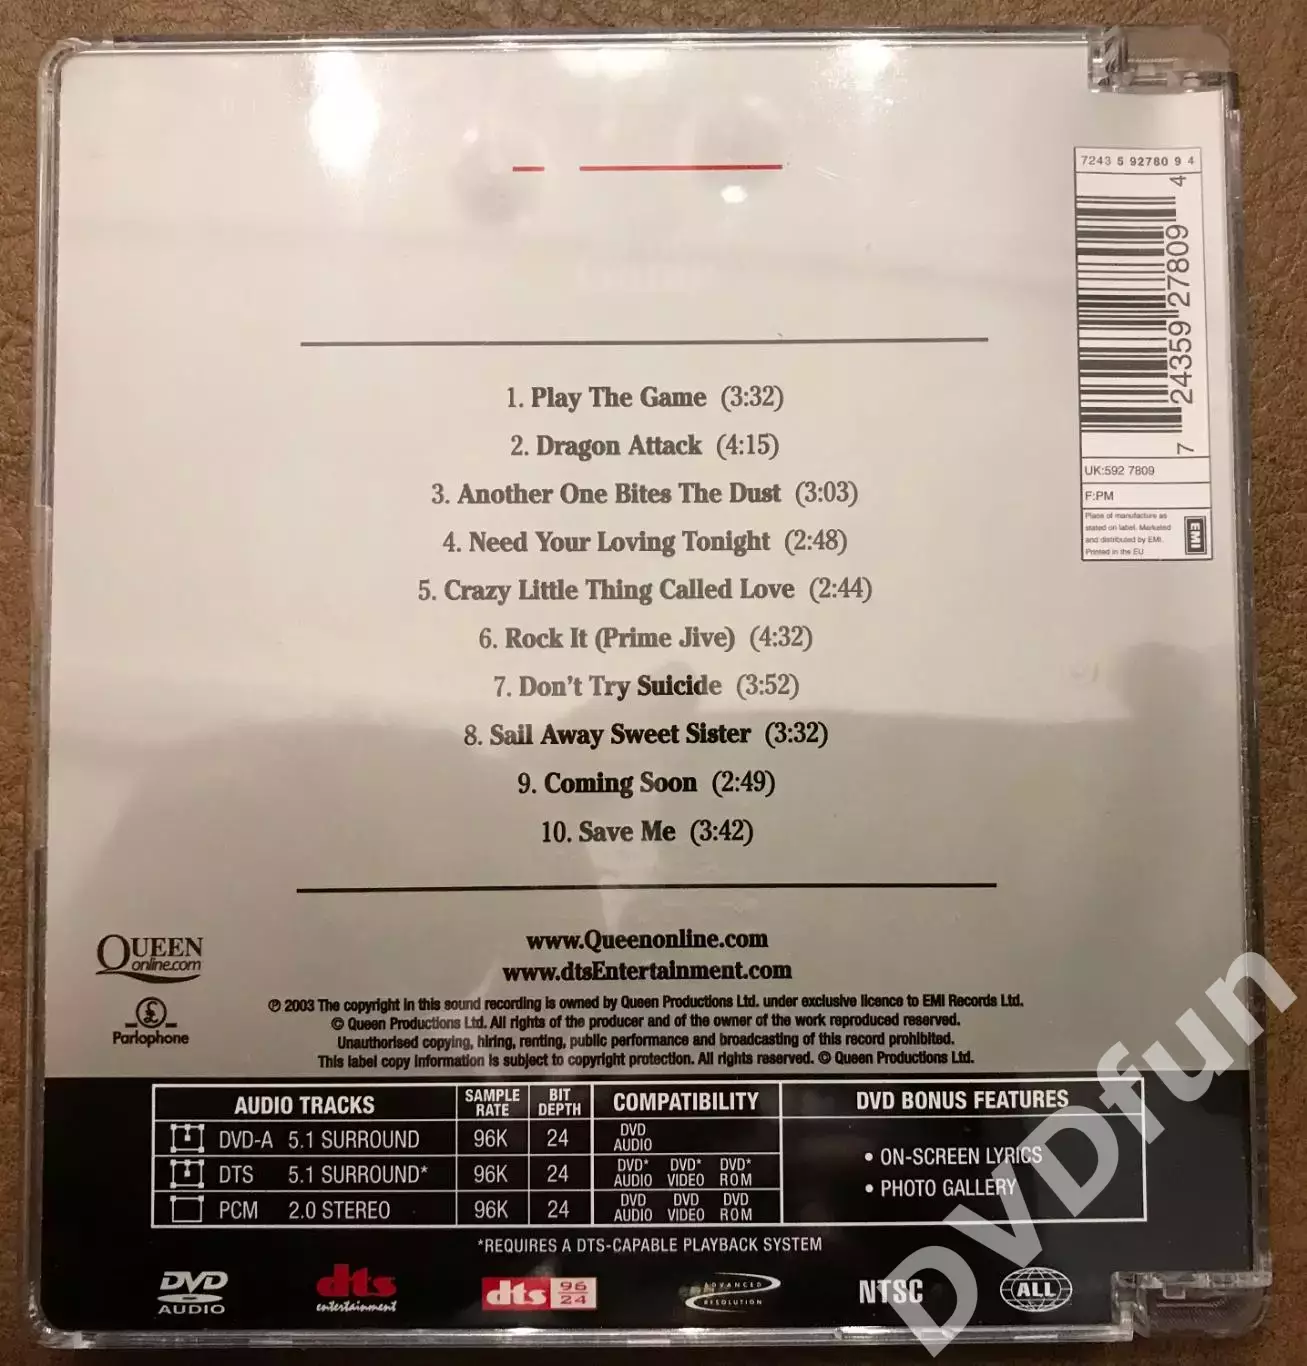 7243 5 92780 9 4
7 24359 27809 4
UK:592 7809
F:PM
Place of manufacture as
stated on label. Marketed
and distributed by EMI.
Printed in the EU
EMI
1. Play The Game (3:32)
2. Dragon Attack (4:15)
3. Another One Bites The Dust (3:03)
4. Need Your Loving Tonight (2:48)
5. Crazy Little Thing Called Love (2:44)
6. Rock It (Prime Jive) (4:32)
7. Don't Try Suicide (3:52)
8. Sail Away Sweet Sister (3:32)
9. Coming Soon (2:49)
10. Save Me (3:42)
QUEEN
online.com
£
Parlophone
www.Queenonline.com
www.dtsEntertainment.com
℗ 2003 The copyright in this sound recording is owned by Queen Productions Ltd. under exclusive licence to EMI Records Ltd.
© Queen Productions Ltd. All rights of the producer and of the owner of the work reproduced reserved.
Unauthorised copying, hiring, renting, public performance and broadcasting of this record prohibited.
This label copy information is subject to copyright protection. All rights reserved. © Queen Productions Ltd.
AUDIO TRACKS SAMPLE RATE BIT DEPTH COMPATIBILITY DVD BONUS FEATURES
DVD-A 5.1 SURROUND 96K 24 DVD AUDIO
DTS 5.1 SURROUND* 96K 24 DVD* AUDIO DVD* VIDEO DVD* ROM
PCM 2.0 STEREO 96K 24 DVD AUDIO DVD VIDEO DVD ROM
• ON-SCREEN LYRICS
• PHOTO GALLERY
*REQUIRES A DTS-CAPABLE PLAYBACK SYSTEM
DVD AUDIO
dts entertainment
dts 96 24
ADVANCED RESOLUTION
NTSC
ALL
DVDfun